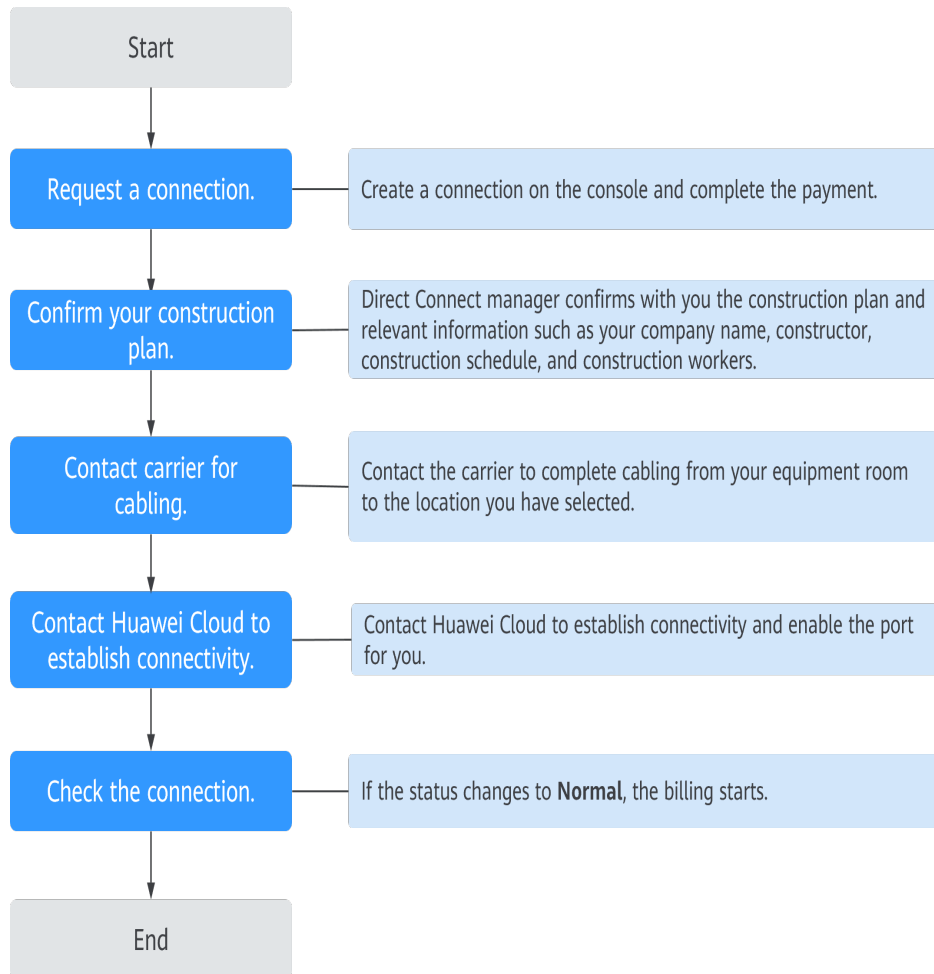 Start
Request a connection.
Create a connection on the console and complete the payment.
Confirm your construction
plan.
Direct Connect manager confirms with you the construction plan and
relevant information such as your company name, constructor,
construction schedule, and construction workers.
Contact carrier for
cabling.
Contact the carrier to complete cabling from your equipment room
to the location you have selected.
Contact Huawei Cloud to
establish connectivity.
Contact Huawei Cloud to establish connectivity and enable the port
for you.
Check the connection.
If the status changes to Normal, the billing starts.
End